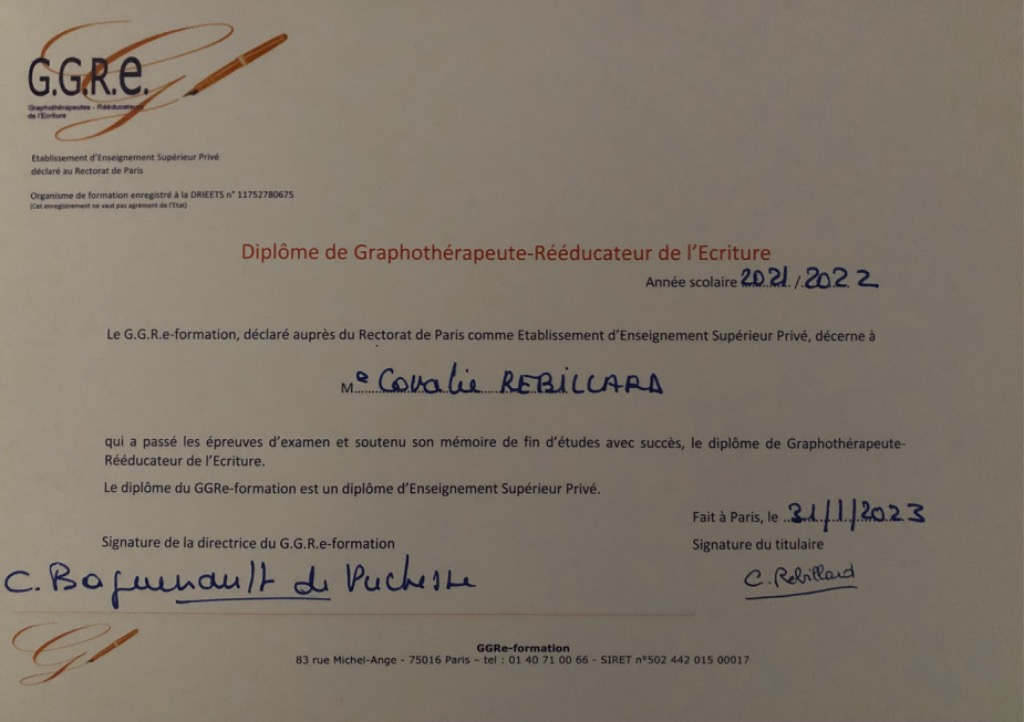 G.G.R.e.
Graphothérapeutes - Rééducateurs
de l'Ecriture
Etablissement d'Enseignement Supérieur Privé
déclaré au Rectorat de Paris
Organisme de formation enregistré à la DRIEETS n° 11752780675
(Cet enregistrement ne vaut pas agrément de l'Etat)
Diplôme de Graphothérapeute-Rééducateur de l'Ecriture
Année scolaire 2021/2022
Le G.G.R.e-formation, déclaré auprès du Rectorat de Paris comme Etablissement d'Enseignement Supérieur Privé, décerne à
Me Coralie REBILLARD
qui a passé les épreuves d'examen et soutenu son mémoire de fin d'études avec succès, le diplôme de Graphothérapeute-
Rééducateur de l'Ecriture.
Le diplôme du GGRe-formation est un diplôme d'Enseignement Supérieur Privé.
Fait à Paris, le 31/1/2023
Signature de la directrice du G.G.R.e-formation
Signature du titulaire
C. Baguenault de Puchesse
C. Rebillard
GGRe-formation
83 rue Michel-Ange - 75016 Paris – tel : 01 40 71 00 66 - SIRET n°502 442 015 00017